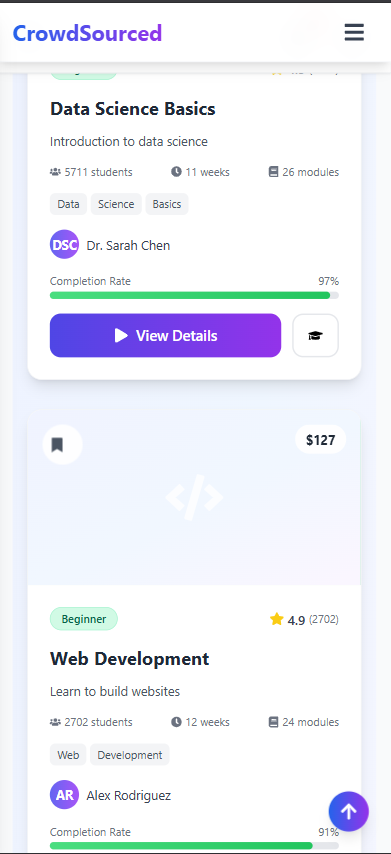 CrowdSourced
Data Science Basics
Introduction to data science
5711 students 11 weeks 26 modules
Data Science Basics
DSC Dr. Sarah Chen
Completion Rate 97%
View Details
$127
</>
Beginner 4.9 (2702)
Web Development
Learn to build websites
2702 students 12 weeks 24 modules
Web Development
AR Alex Rodriguez
Completion Rate 91%